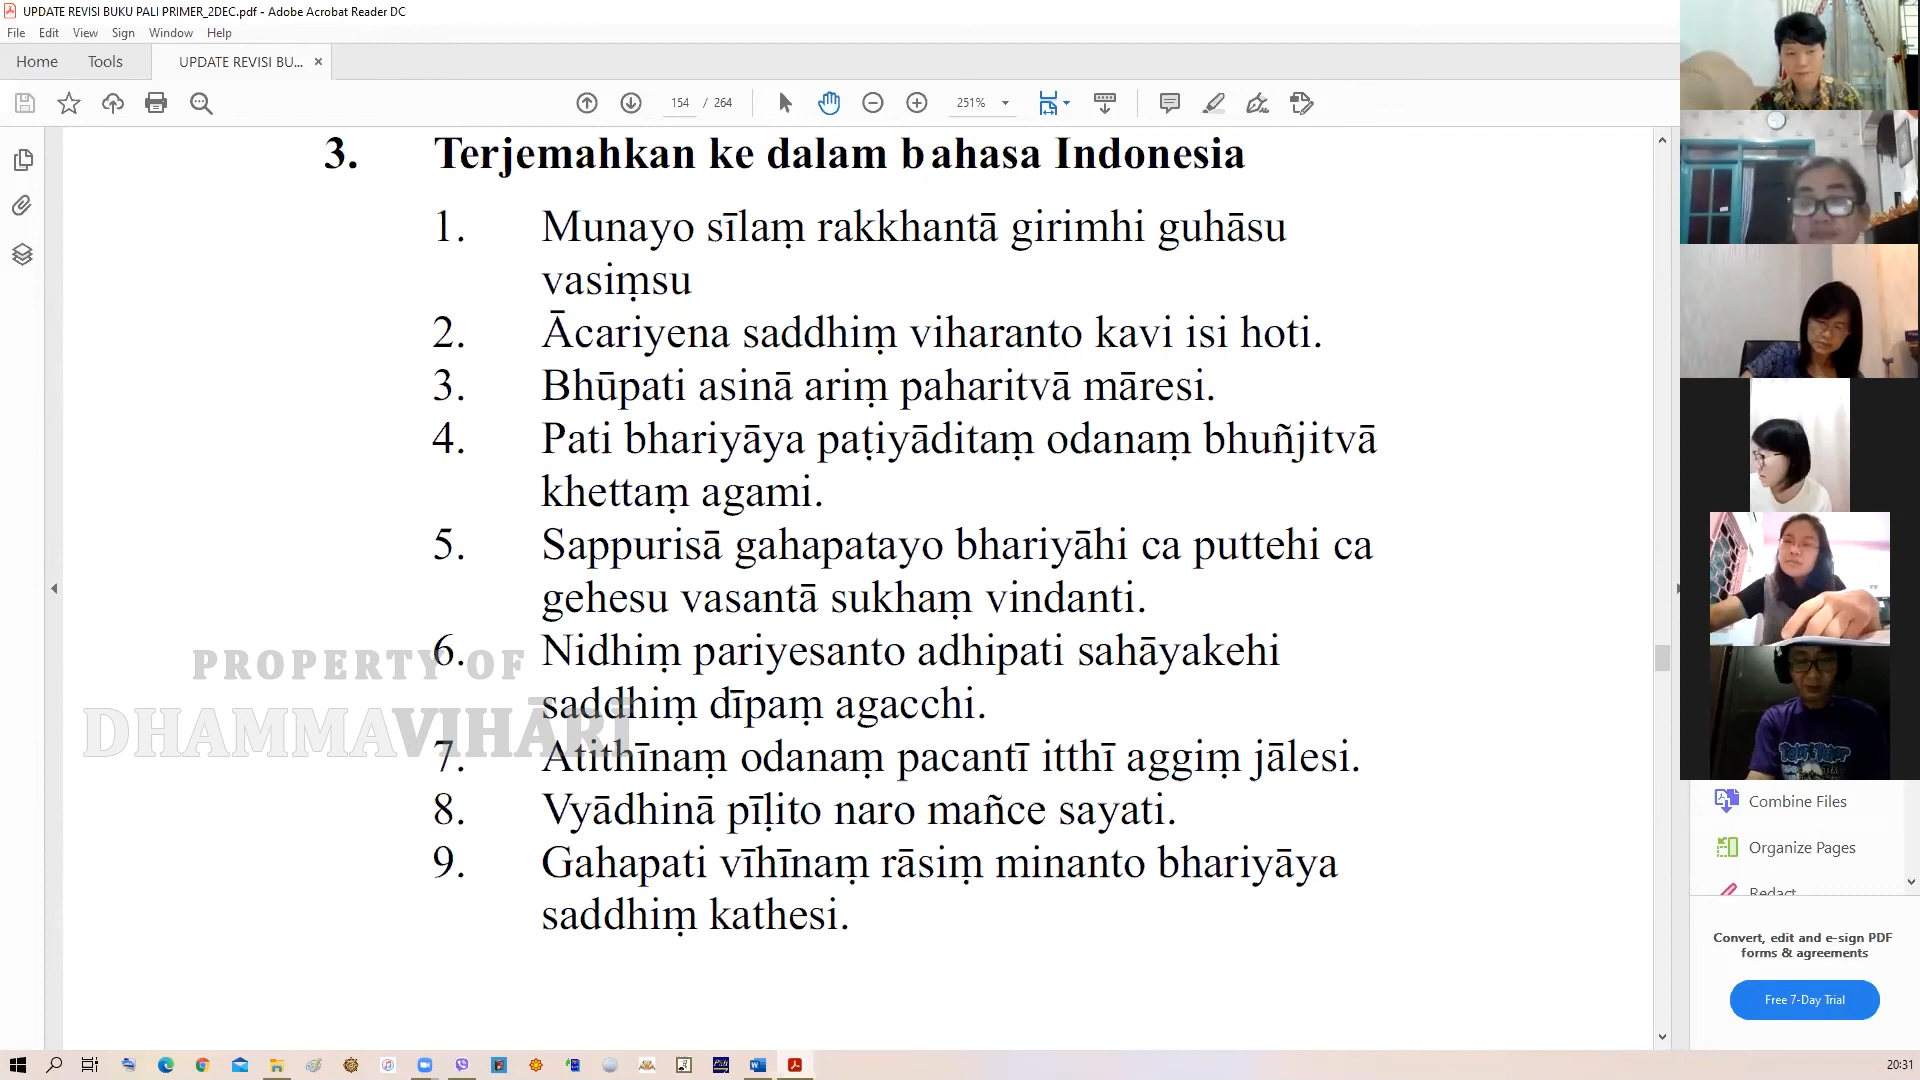 UPDATE REVISI BUKU PALI PRIMER_2DEC.pdf - Adobe Acrobat Reader DC
File Edit View Sign Window Help
Home Tools UPDATE REVISI BU... ×
154 / 264 251%
3. Terjemahkan ke dalam bahasa Indonesia
1. Munayo sīlaṃ rakkhantā girimhi guhāsu
vasiṃsu
2. Ācariyena saddhiṃ viharanto kavi isi hoti.
3. Bhūpati asinā ariṃ paharitvā māresi.
4. Pati bhariyāya paṭiyāditaṃ odanaṃ bhuñjitvā
khettaṃ agami.
5. Sappurisā gahapatayo bhariyāhi ca puttehi ca
gehesu vasantā sukhaṃ vindanti.
6. Nidhiṃ pariyesanto adhipati sahāyakehi
saddhiṃ dīpaṃ agacchi.
7. Atithīnaṃ odanaṃ pacantī itthī aggiṃ jālesi.
8. Vyādhinā pīḷito naro mañce sayati.
9. Gahapati vīhīnaṃ rāsiṃ minanto bhariyāya
saddhiṃ kathesi.
PROPERTY OF
DHAMMAVIHĀRĪ
Combine Files
Organize Pages
Redact
Convert, edit and e-sign PDF
forms & agreements
Free 7-Day Trial
20:31